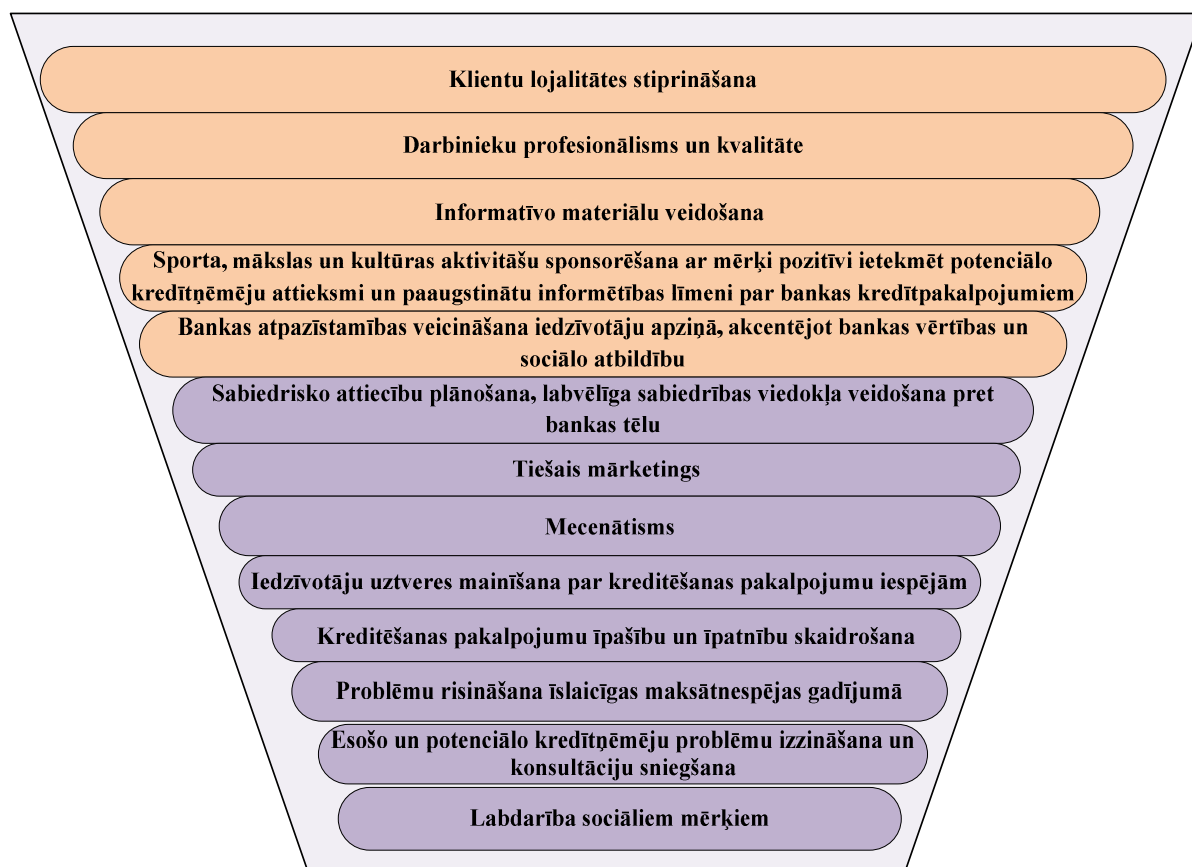 Klientu lojalitātes stiprināšana
Darbinieku profesionālisms un kvalitāte
Informatīvo materiālu veidošana
Sporta, mākslas un kultūras aktivitāšu sponsorēšana ar mērķi pozitīvi ietekmēt potenciālo
kredītņēmēju attieksmi un paaugstinātu informētības līmeni par bankas kredītpakalpojumiem
Bankas atpazīstamības veicināšana iedzīvotāju apziņā, akcentējot bankas vērtības un
sociālo atbildību
Sabiedrisko attiecību plānošana, labvēlīga sabiedrības viedokļa veidošana pret
bankas tēlu
Tiešais mārketings
Mecenātisms
Iedzīvotāju uztveres mainīšana par kreditēšanas pakalpojumu iespējām
Kreditēšanas pakalpojumu īpašību un īpatnību skaidrošana
Problēmu risināšana īslaicīgas maksātnespējas gadījumā
Esošo un potenciālo kredītņēmēju problēmu izzināšana un
konsultāciju sniegšana
Labdarība sociāliem mērķiem